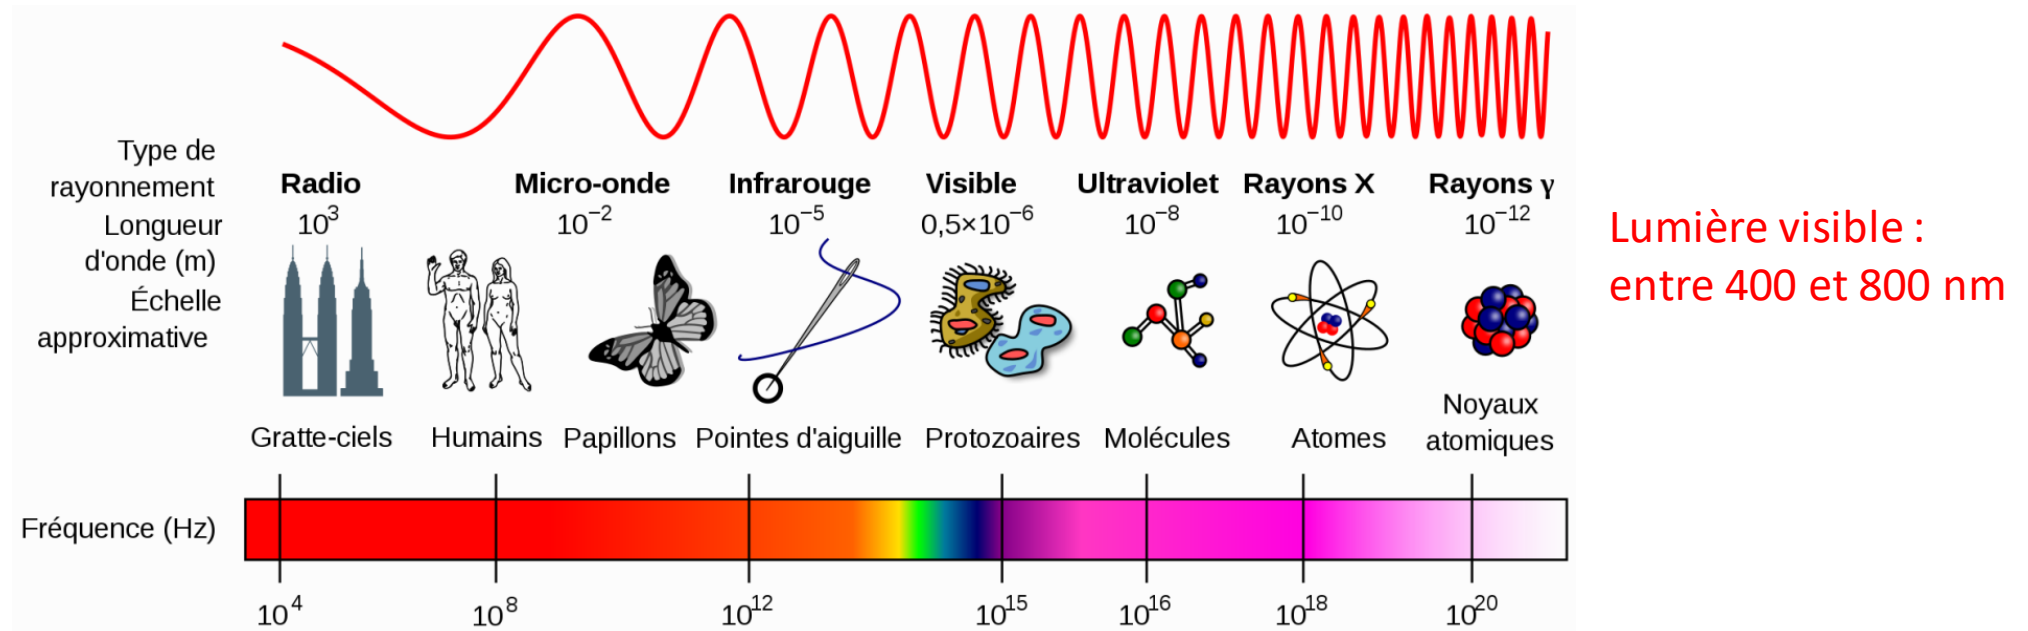 Type de
rayonnement
Radio Micro-onde Infrarouge Visible Ultraviolet Rayons X Rayons γ
Longueur
d'onde (m)
10³ 10⁻² 10⁻⁵ 0,5×10⁻⁶ 10⁻⁸ 10⁻¹⁰ 10⁻¹²
Échelle
approximative
Gratte-ciels Humains Papillons Pointes d'aiguille Protozoaires Molécules Atomes
Noyaux
atomiques
Fréquence (Hz)
10⁴ 10⁸ 10¹² 10¹⁵ 10¹⁶ 10¹⁸ 10²⁰
Lumière visible :
entre 400 et 800 nm